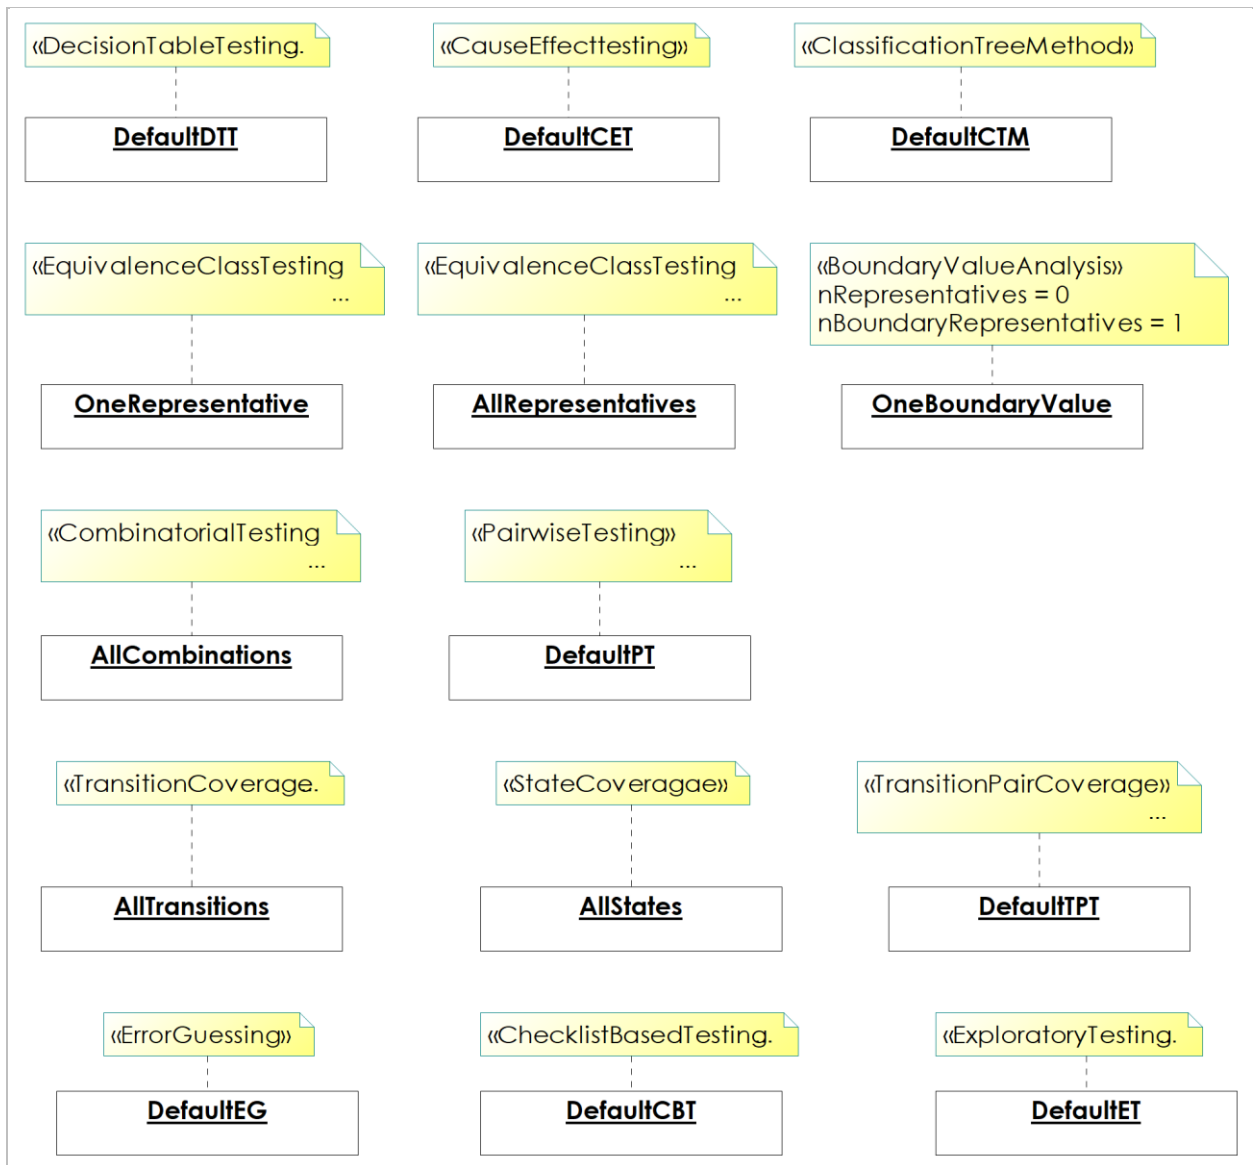 «DecisionTableTesting.
«CauseEffecttesting»
«ClassificationTreeMethod»
DefaultDTT
DefaultCET
DefaultCTM
«EquivalenceClassTesting
...
«EquivalenceClassTesting
...
«BoundaryValueAnalysis»
nRepresentatives = 0
nBoundaryRepresentatives = 1
OneRepresentative
AllRepresentatives
OneBoundaryValue
«CombinatorialTesting
...
«PairwiseTesting»
...
AllCombinations
DefaultPT
«TransitionCoverage.
«StateCoveragae»
«TransitionPairCoverage»
...
AllTransitions
AllStates
DefaultTPT
«ErrorGuessing»
«ChecklistBasedTesting.
«ExploratoryTesting.
DefaultEG
DefaultCBT
DefaultET